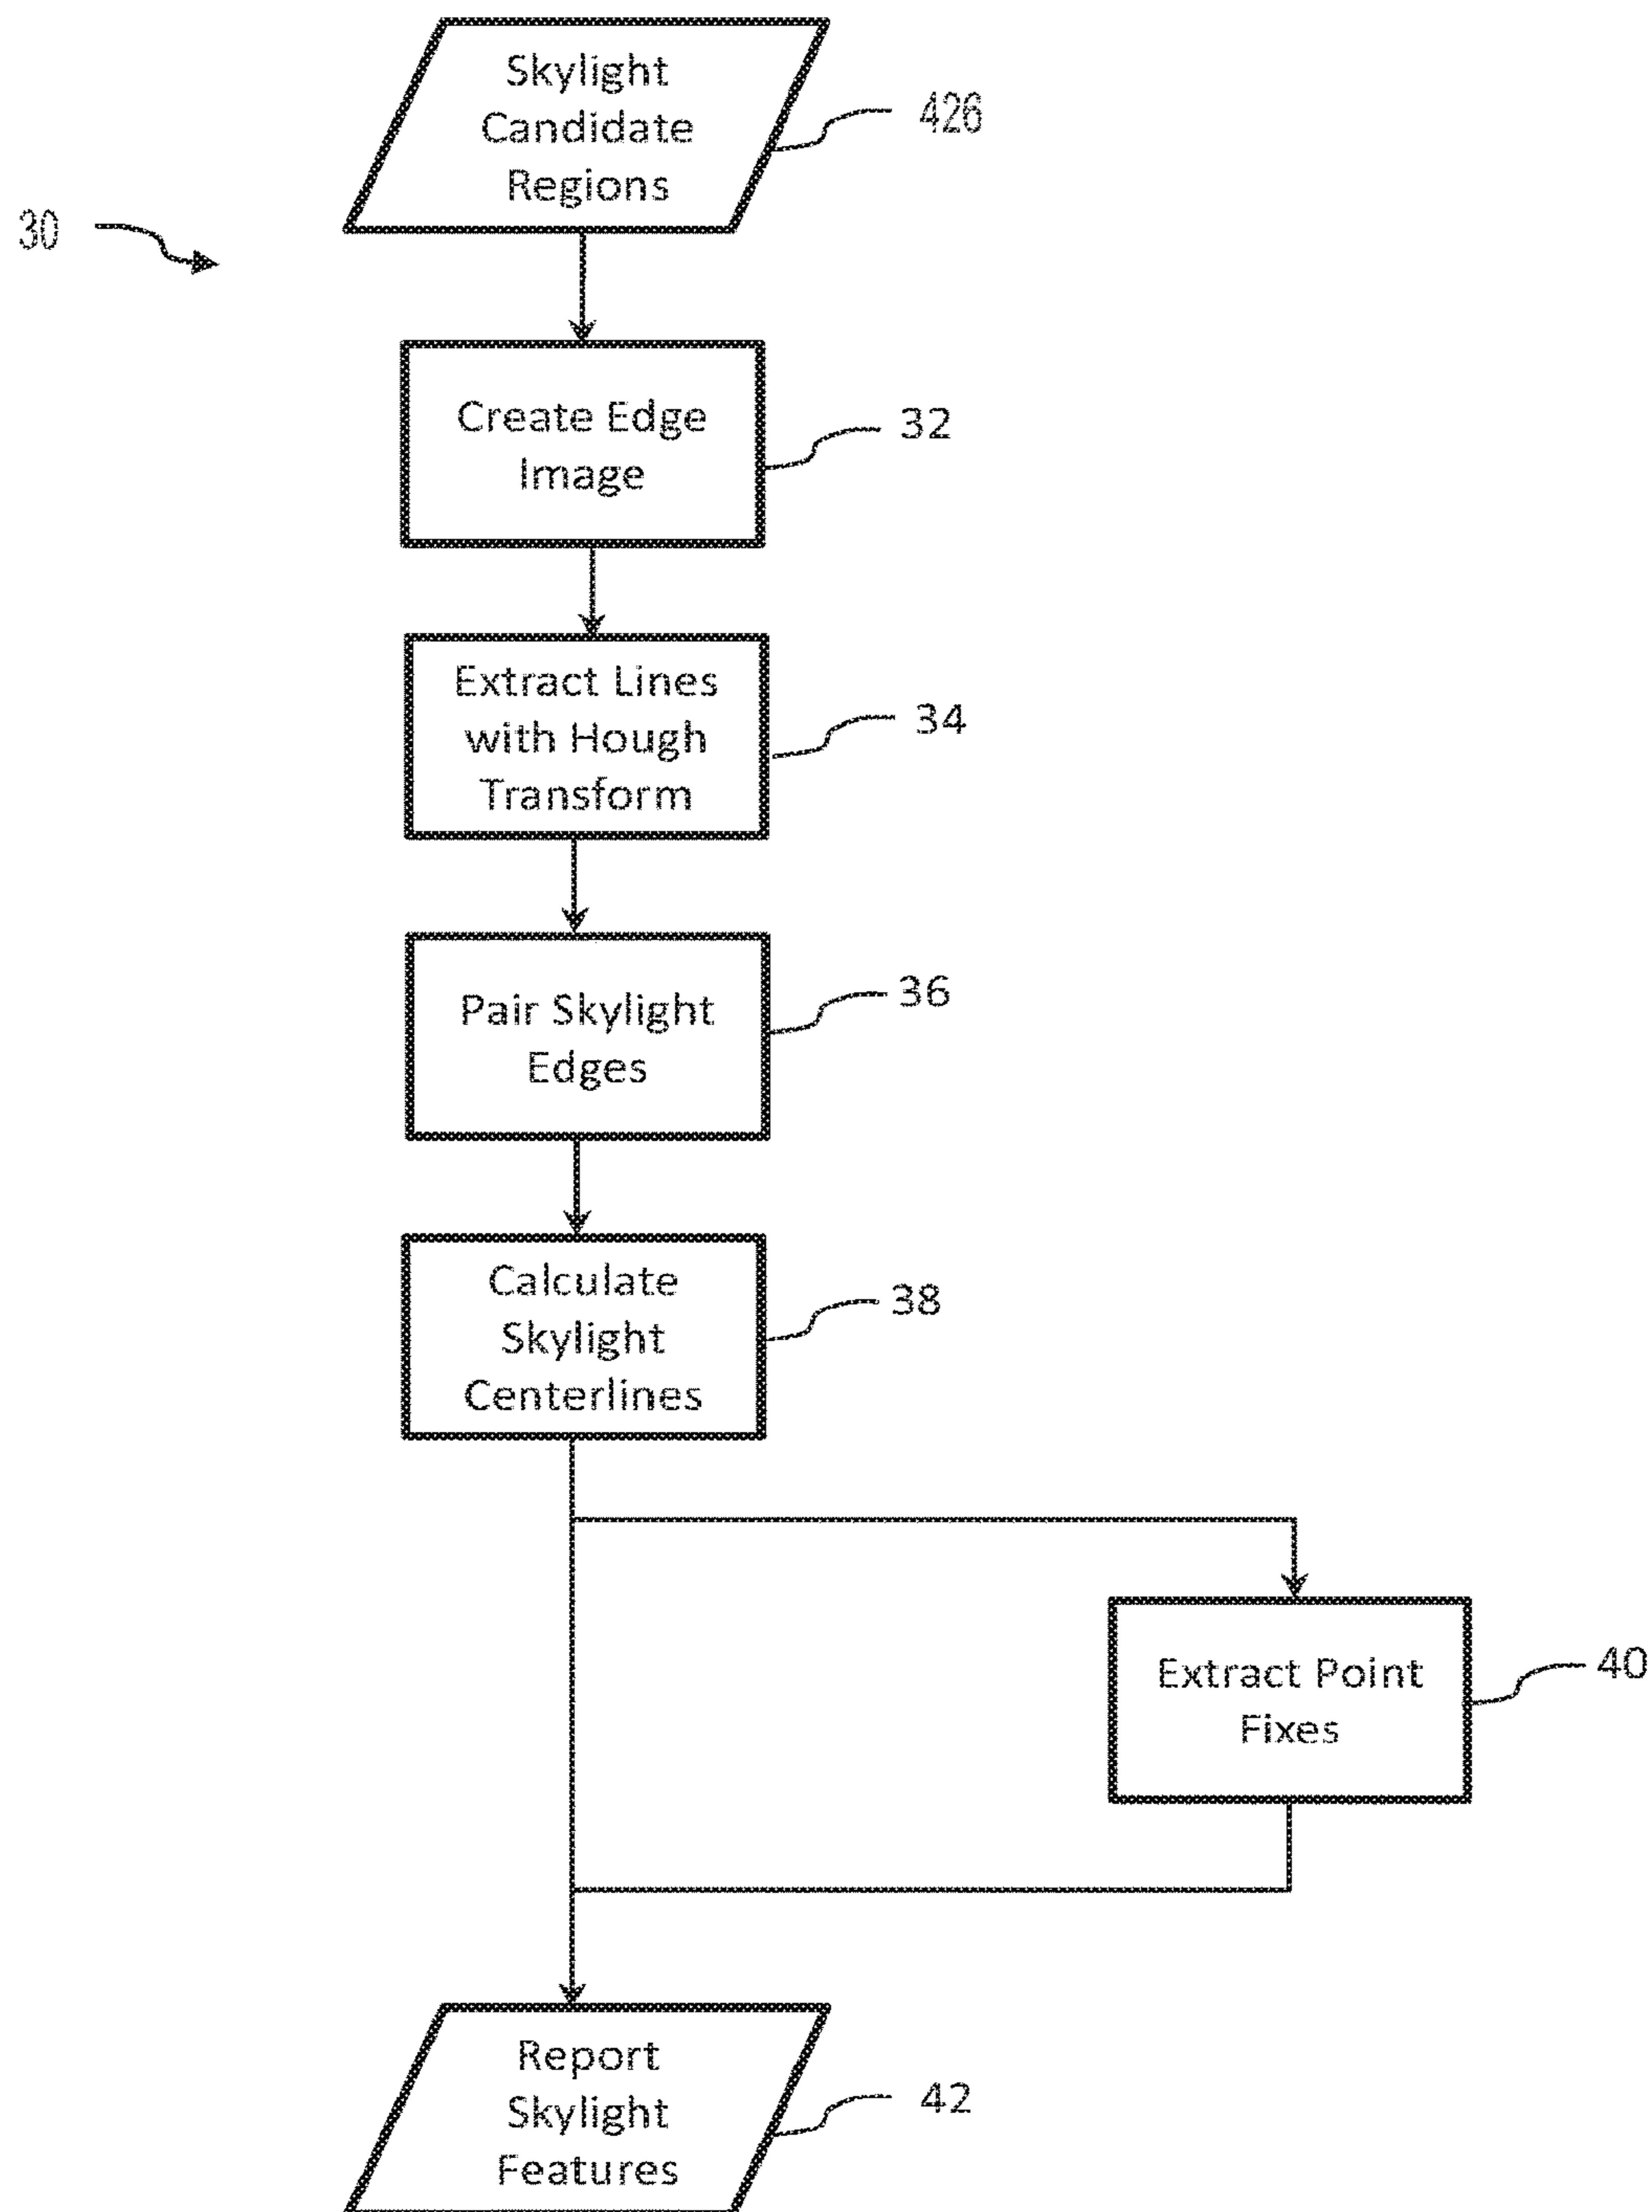 Skylight
Candidate
Regions
426
30
Create Edge
Image
32
Extract Lines
with Hough
Transform
34
Pair Skylight
Edges
36
Calculate
Skylight
Centerlines
38
Extract Point
Fixes
40
Report
Skylight
Features
42